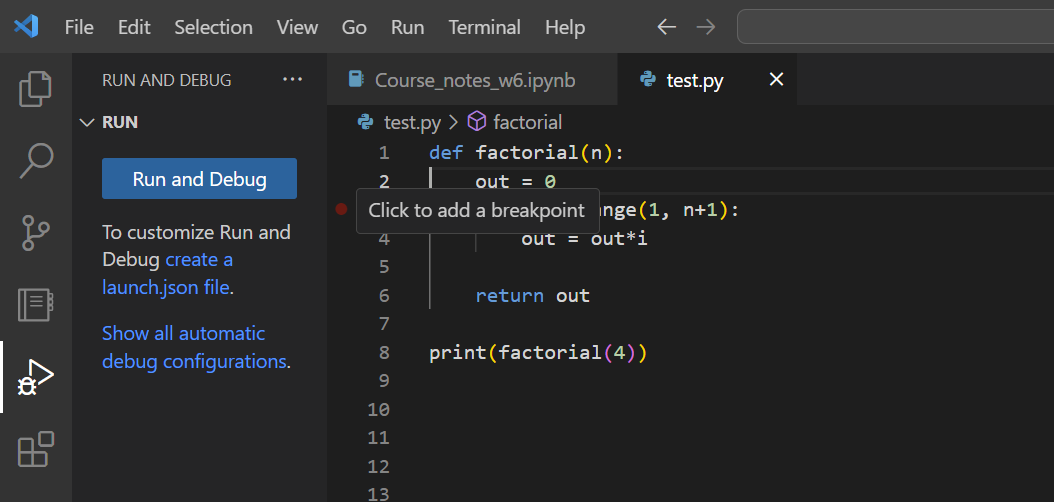 File Edit Selection View Go Run Terminal Help
RUN AND DEBUG ···
RUN
Run and Debug
To customize Run and
Debug create a
launch.json file.
Show all automatic
debug configurations.
Course_notes_w6.ipynb test.py
test.py > factorial
1 def factorial(n):
2 out = 0
Click to add a breakpoint nge(1, n+1):
4 out = out*i
5
6 return out
7
8 print(factorial(4))
9
10
11
12
13